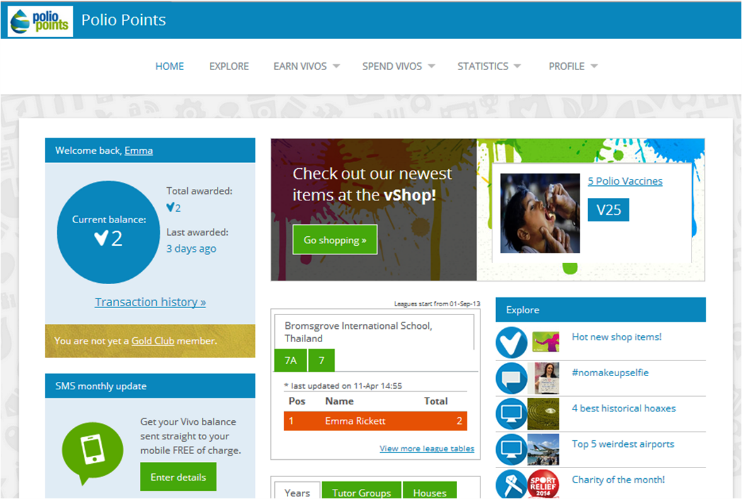 polio points
Polio Points
HOME EXPLORE EARN VIVOS SPEND VIVOS STATISTICS PROFILE
Welcome back, Emma
Current balance:
2
Total awarded:
2
Last awarded:
3 days ago
Transaction history »
You are not yet a Gold Club member.
SMS monthly update
Get your Vivo balance
sent straight to your
mobile FREE of charge.
Enter details
Check out our newest
items at the vShop!
Go shopping »
5 Polio Vaccines
V25
Leagues start from 01-Sep-13
Bromsgrove International School,
Thailand
7A 7
* last updated on 11-Apr 14:55
Pos Name Total
1 Emma Rickett 2
View more league tables
Years Tutor Groups Houses
Explore
Hot new shop items!
#nomakeupselfie
4 best historical hoaxes
Top 5 weirdest airports
Charity of the month!
SPORT
RELIEF
2014